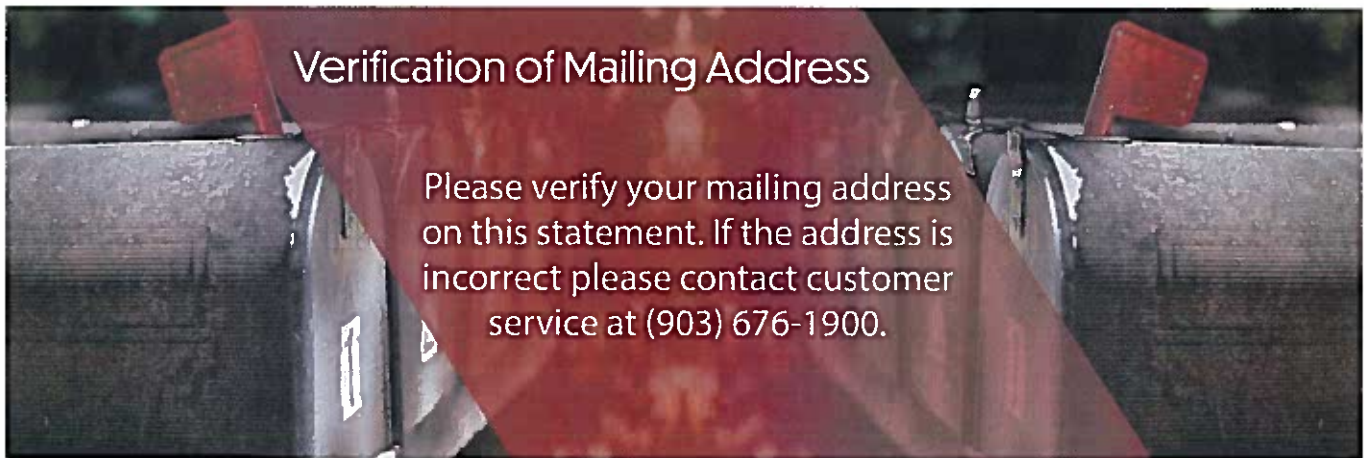 Verification of Mailing Address
Please verify your mailing address
on this statement. If the address is
incorrect please contact customer
service at (903) 676-1900.